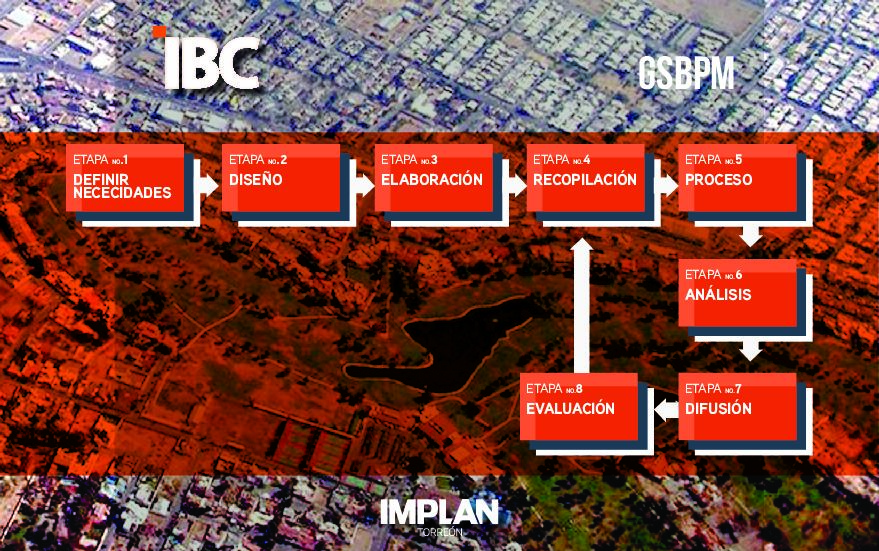 IBC
GSBPM
ETAPA NO.1
DEFINIR
NECECIDADES
ETAPA NO.2
DISEÑO
ETAPA NO.3
ELABORACIÓN
ETAPA NO.4
RECOPILACIÓN
ETAPA NO.5
PROCESO
ETAPA NO.6
ANÁLISIS
ETAPA NO.7
DIFUSIÓN
ETAPA NO.8
EVALUACIÓN
IMPLAN
TORREÓN